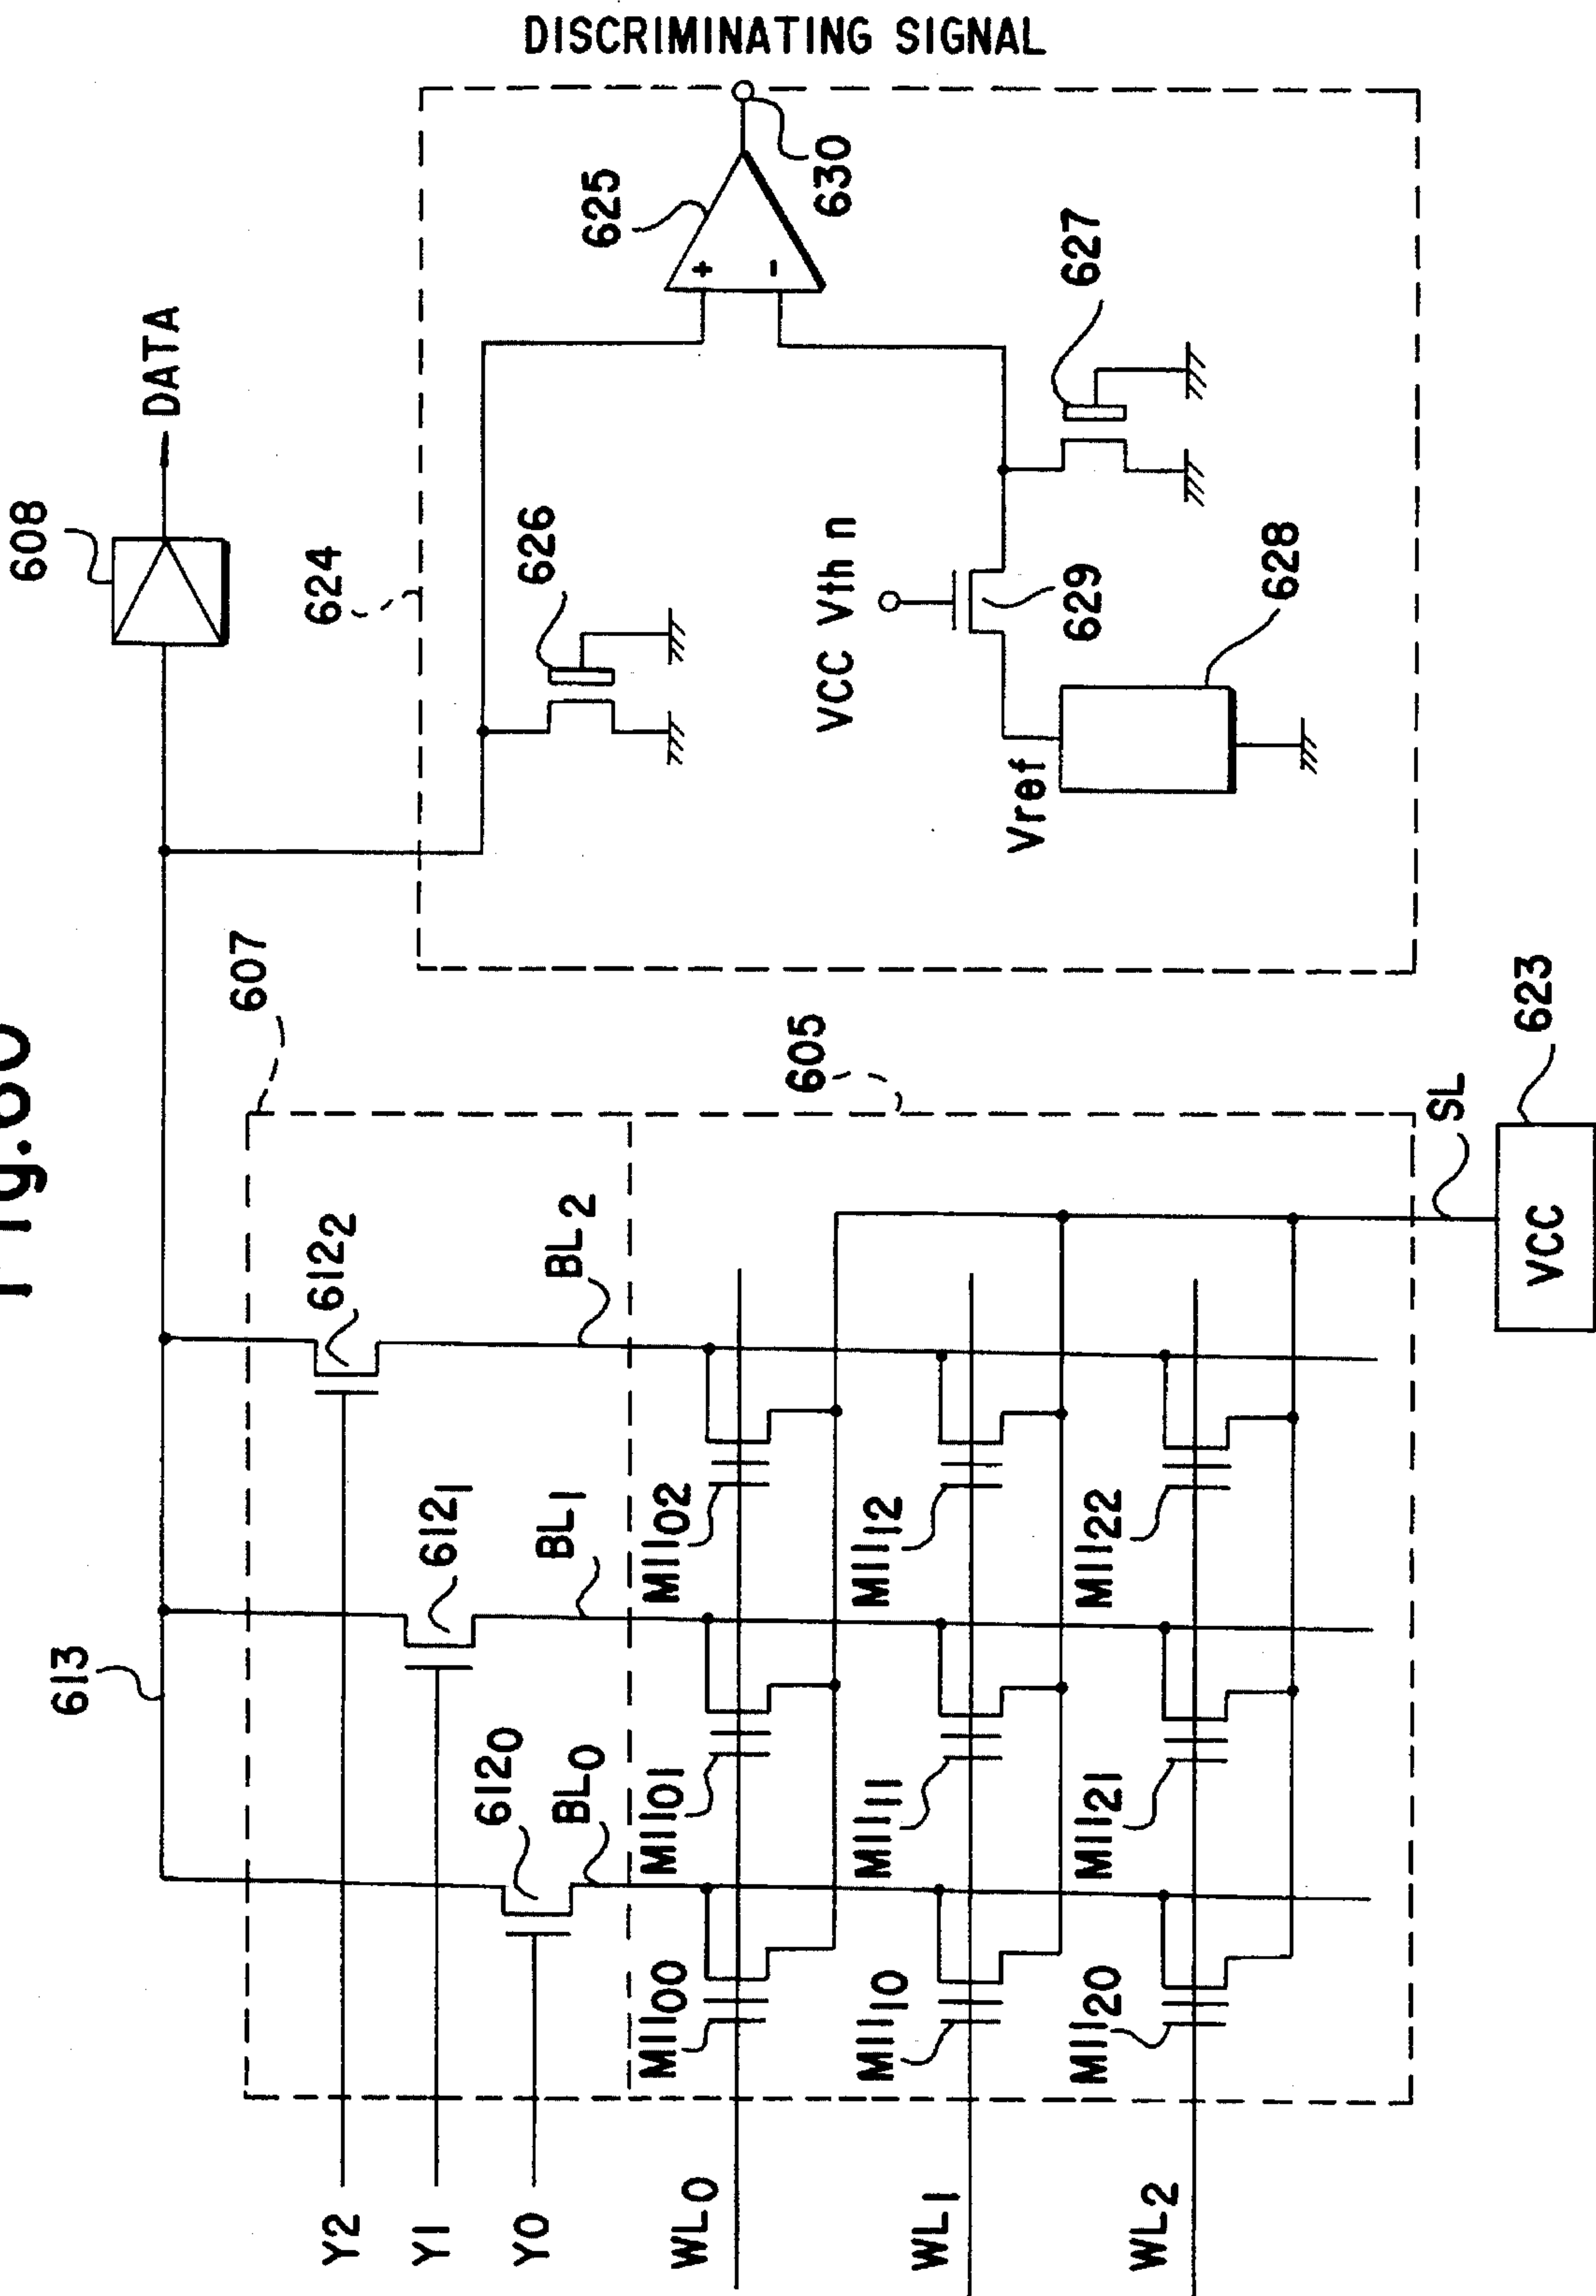 608
DATA
613
607
624
DISCRIMINATING SIGNAL
Y2
6122
Y1
6121
Y0
6120
BL0
BL1
BL2
626
625
WL0
M1100
M1101
M1102
605
VCC Vth n
630
WL1
M1110
M1111
M1112
Vref
629
627
WL2
M1120
M1121
M1122
628
SL
VCC
623